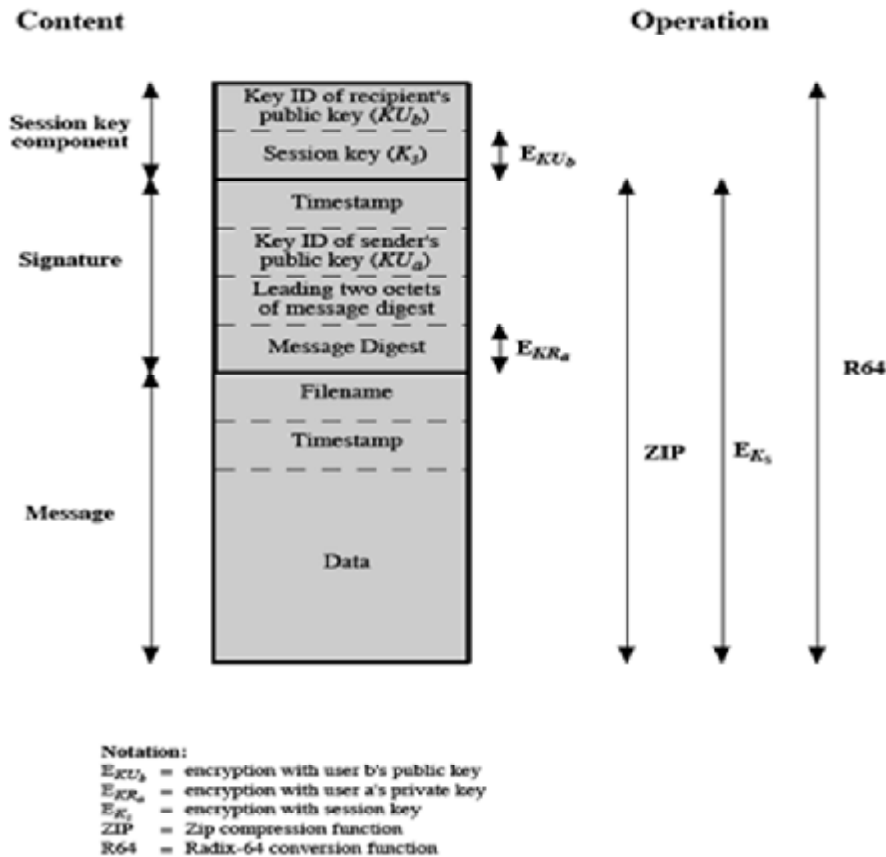 Content
Operation
Session key
component
Key ID of recipient's
public key (KUb)
Session key (Ks)
EKUb
Signature
Timestamp
Key ID of sender's
public key (KUa)
Leading two octets
of message digest
Message Digest
EKRa
Message
Filename
Timestamp
Data
ZIP
EKs
R64
Notation:
EKUb = encryption with user b's public key
EKRa = encryption with user a's private key
EKs = encryption with session key
ZIP = Zip compression function
R64 = Radix-64 conversion function